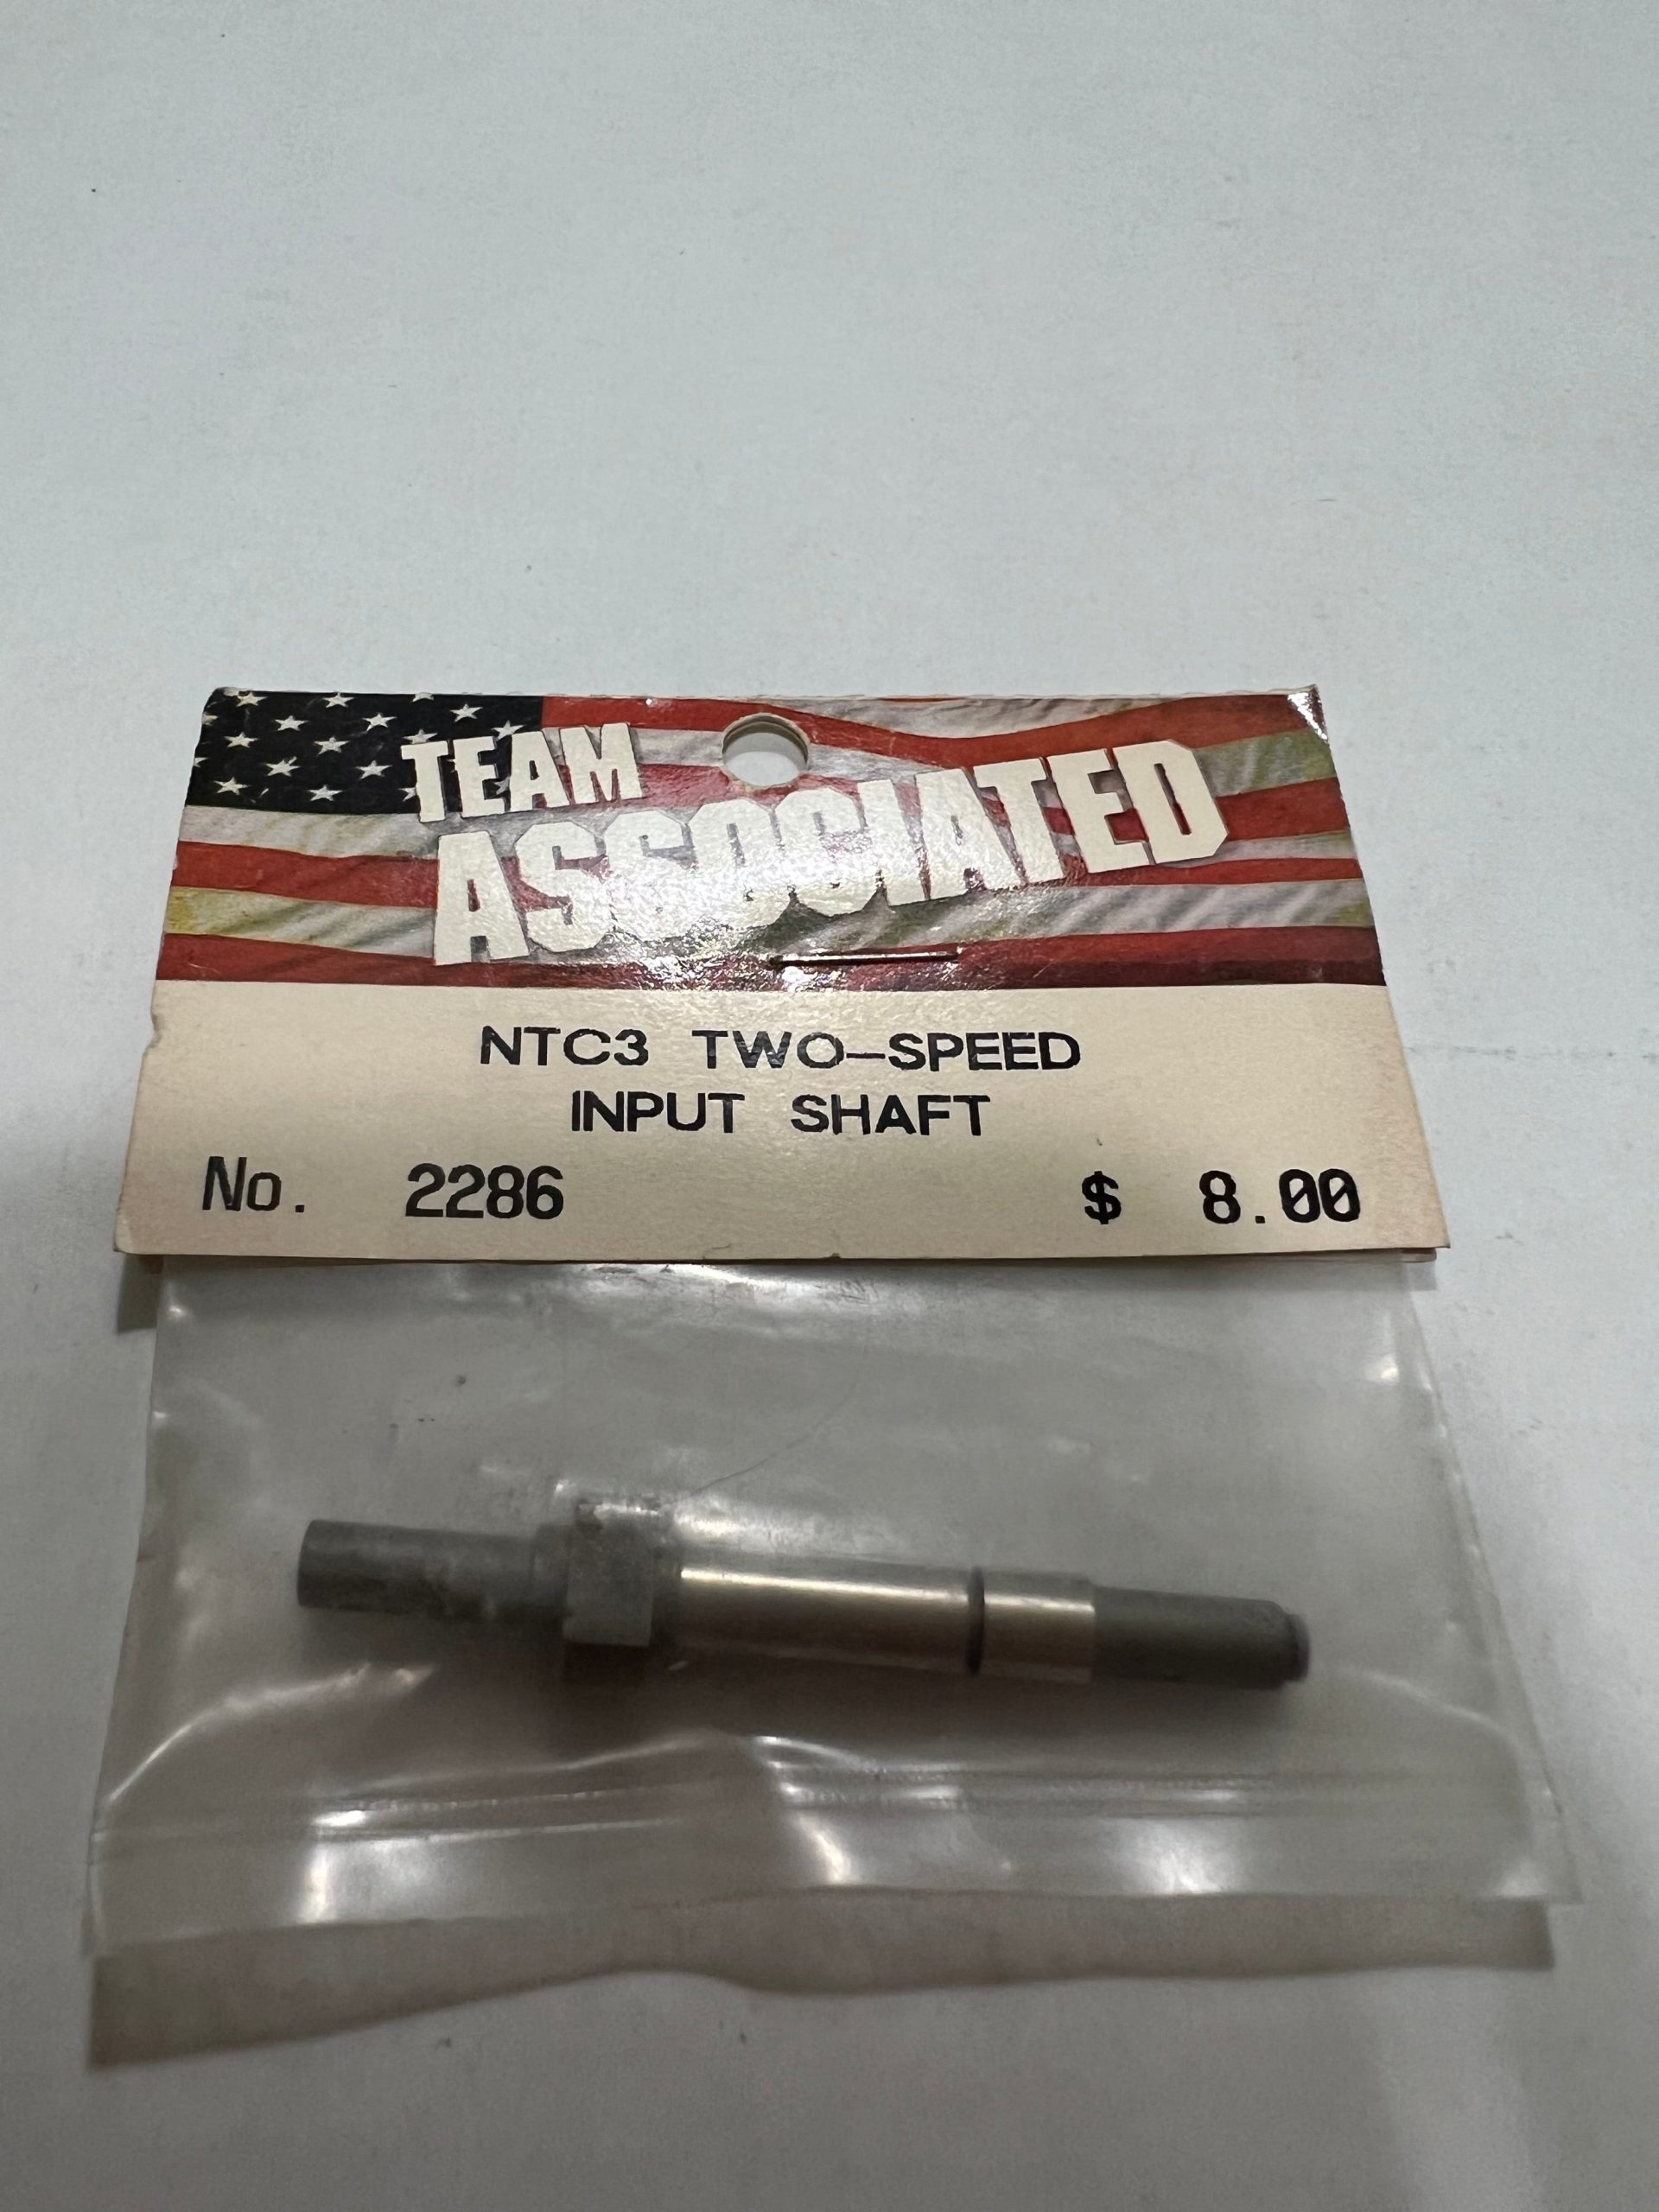 TEAM
ASSOCIATED
NTC3 TWO-SPEED
INPUT SHAFT
No. 2286 $ 8.00